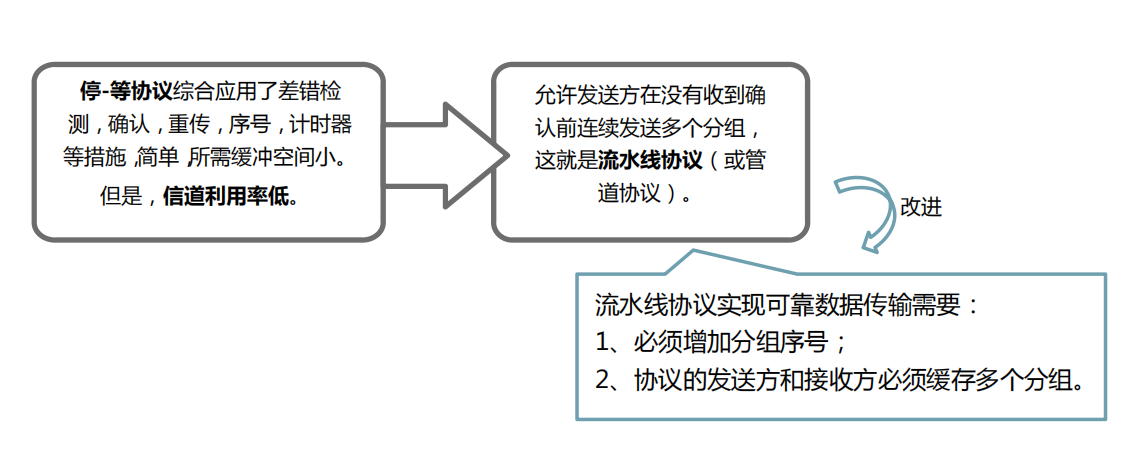 停-等协议综合应用了差错检
测，确认，重传，序号，计时器
等措施，简单，所需缓冲空间小。
但是，信道利用率低。
允许发送方在没有收到确
认前连续发送多个分组，
这就是流水线协议（或管
道协议）。
改进
流水线协议实现可靠数据传输需要：
1、必须增加分组序号；
2、协议的发送方和接收方必须缓存多个分组。